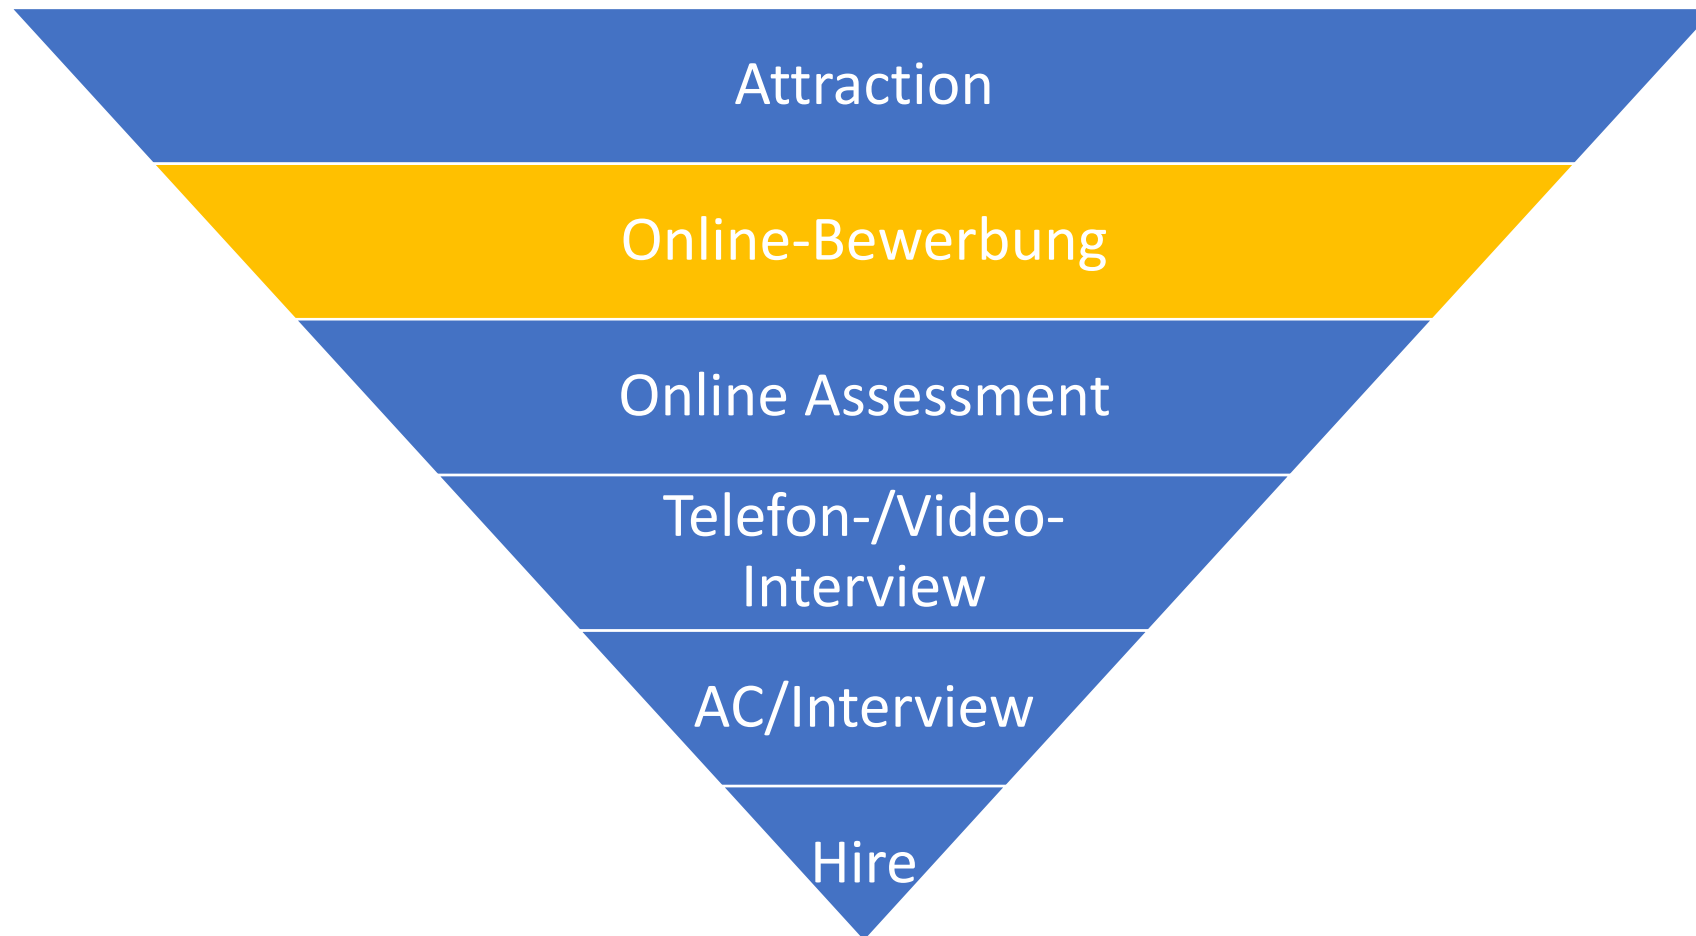 Attraction
Online-Bewerbung
Online Assessment
Telefon-/Video-
Interview
AC/Interview
Hire